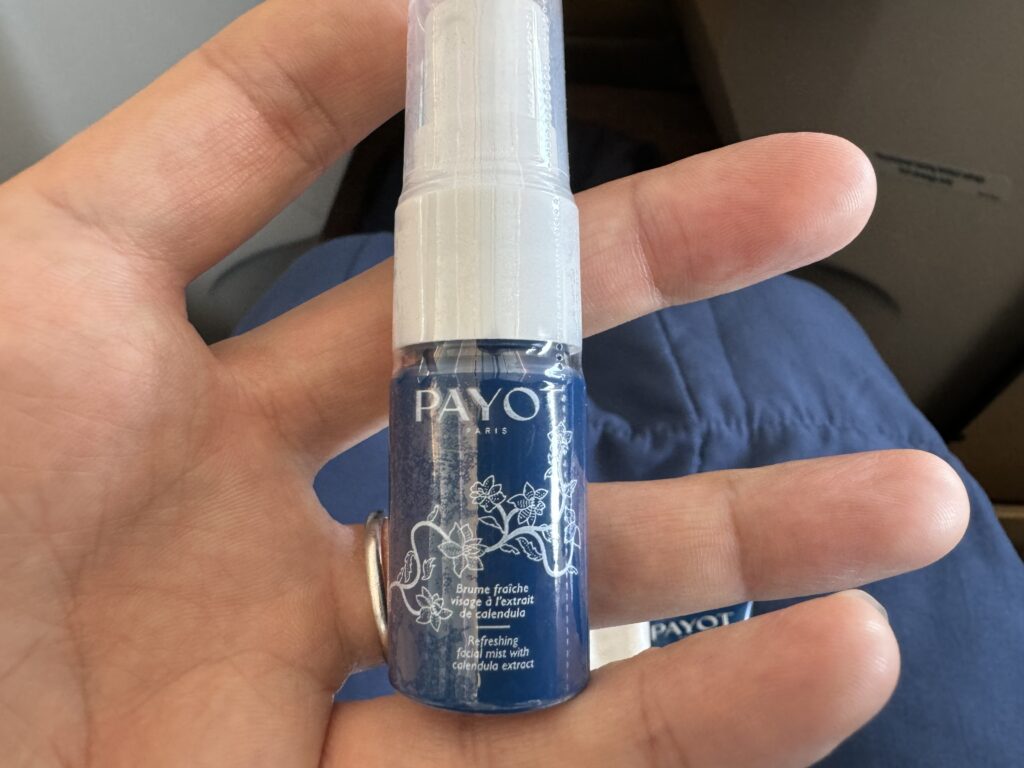 PAYOT
PARIS
Brume fraîche
visage à l'extrait
de calendula
Refreshing
facial mist with
calendula extract
PAYOT